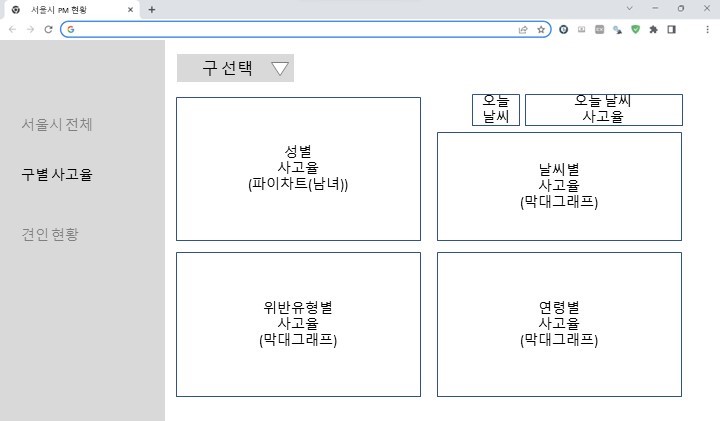 서울시 PM 현황
구 선택
서울시 전체
구별 사고율
견인 현황
성별
사고율
(파이차트(남녀))
오늘
날씨
오늘 날씨
사고율
날씨별
사고율
(막대그래프)
위반유형별
사고율
(막대그래프)
연령별
사고율
(막대그래프)